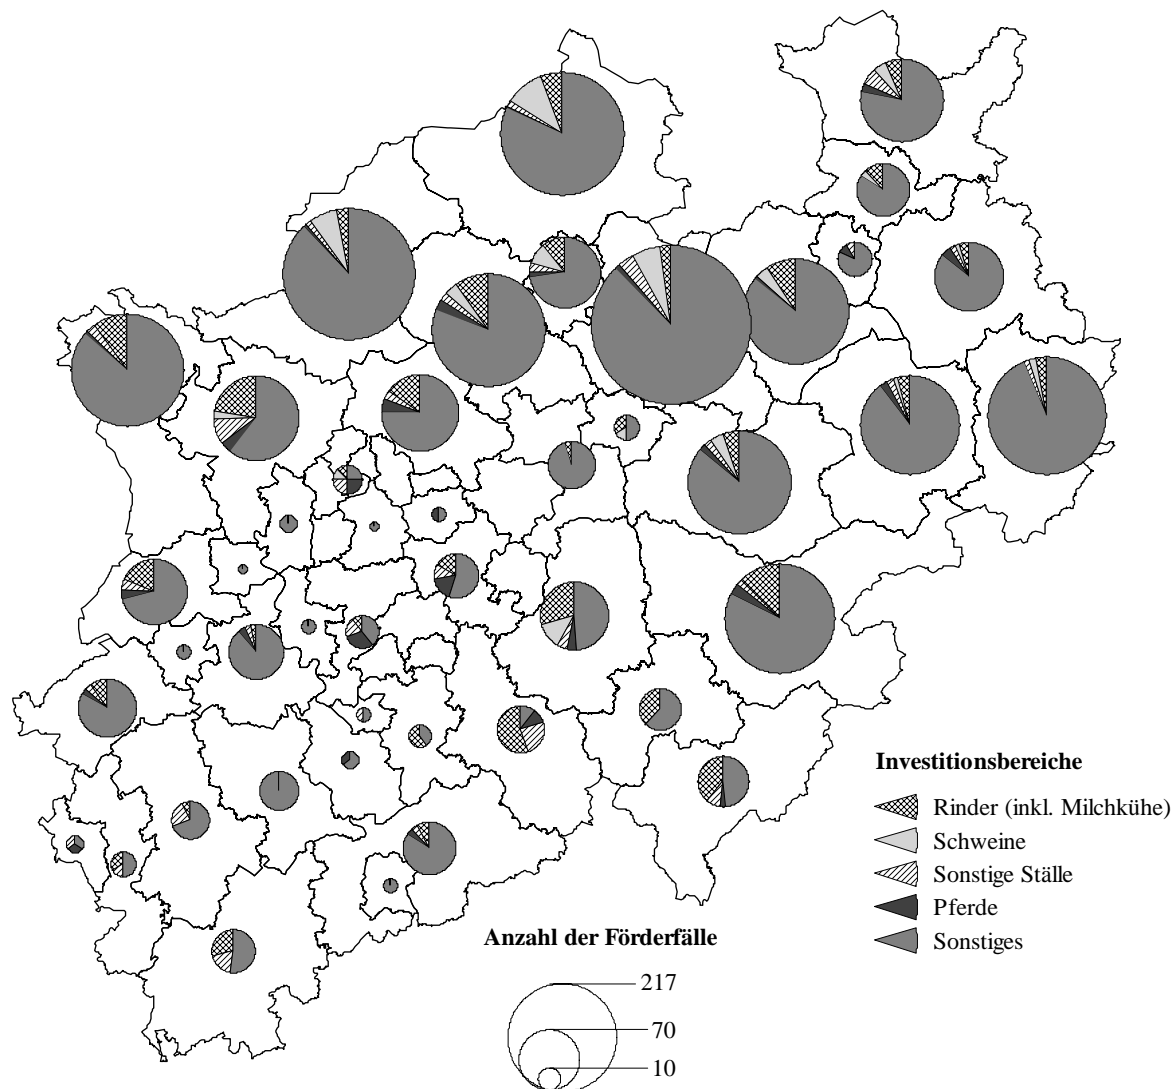 Investitionsbereiche
Rinder (inkl. Milchkühe)
Schweine
Sonstige Ställe
Pferde
Sonstiges
Anzahl der Förderfälle
217
70
10